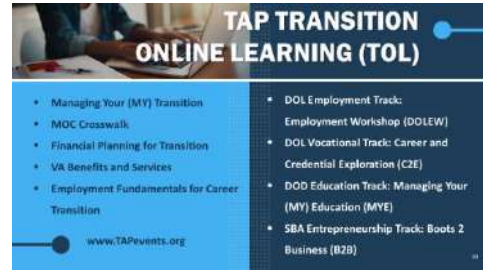 TAP TRANSITION
ONLINE LEARNING (TOL)
• Managing Your (MY) Transition
• MOC Crosswalk
• Financial Planning for Transition
• VA Benefits and Services
• Employment Fundamentals for Career
Transition
www.TAPevents.org
• DOL Employment Track:
Employment Workshop (DOLEW)
• DOL Vocational Track: Career and
Credential Exploration (C2E)
• DOD Education Track: Managing Your
(MY) Education (MYE)
• SBA Entrepreneurship Track: Boots 2
Business (B2B)